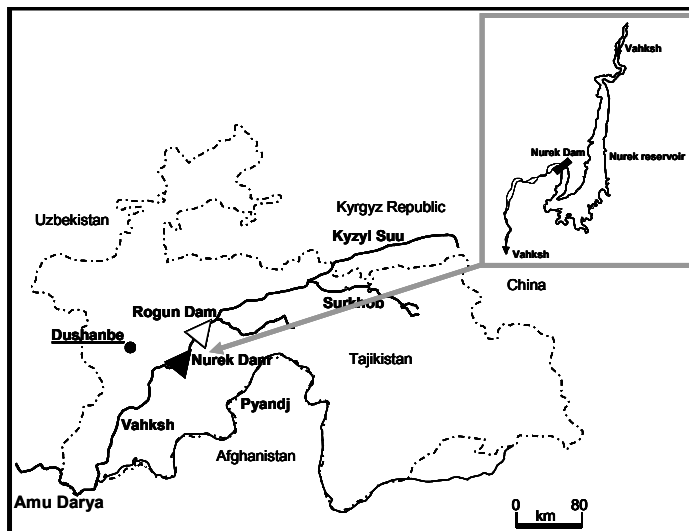 Vahksh
Nurek Dam
Nurek reservoir
Vahksh
Uzbekistan
Kyrgyz Republic
Kyzyl Suu
China
Surkhob
Rogun Dam
Dushanbe
Nurek Dam
Tajikistan
Pyandj
Vahksh
Afghanistan
Amu Darya
0 80
km